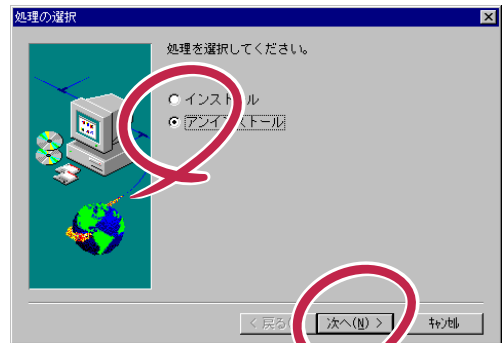 処理の選択
処理を選択してください。
インストール
アンインストール
< 戻る(
次へ(N) >
キャンセル